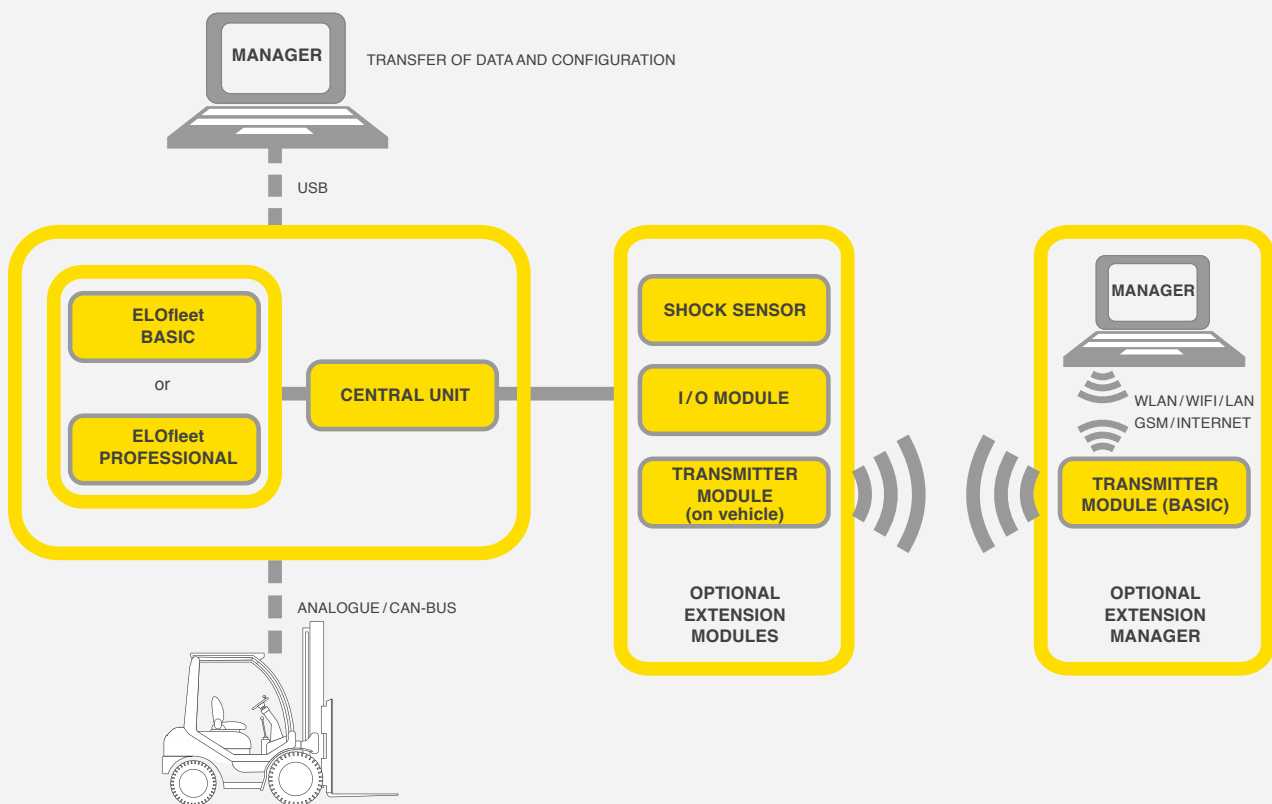 MANAGER
TRANSFER OF DATA AND CONFIGURATION
USB
ELOfleet
BASIC
or
ELOfleet
PROFESSIONAL
CENTRAL UNIT
ANALOGUE / CAN-BUS
SHOCK SENSOR
I / O MODULE
TRANSMITTER
MODULE
(on vehicle)
OPTIONAL
EXTENSION
MODULES
MANAGER
WLAN / WIFI / LAN
GSM / INTERNET
TRANSMITTER
MODULE (BASIC)
OPTIONAL
EXTENSION
MANAGER